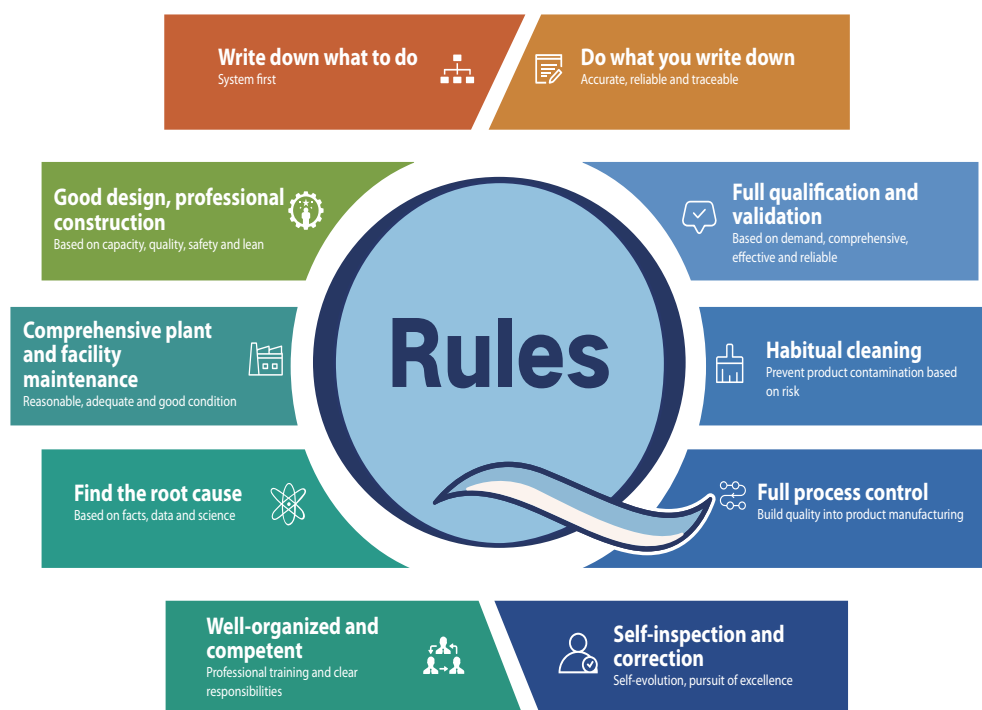 Write down what to do
System first
Do what you write down
Accurate, reliable and traceable
Good design, professional
construction
Based on capacity, quality, safety and lean
Full qualification and
validation
Based on demand, comprehensive,
effective and reliable
Rules
Comprehensive plant
and facility
maintenance
Reasonable, adequate and good condition
Habitual cleaning
Prevent product contamination based
on risk
Find the root cause
Based on facts, data and science
Full process control
Build quality into product manufacturing
Well-organized and
competent
Professional training and clear
responsibilities
Self-inspection and
correction
Self-evolution, pursuit of excellence